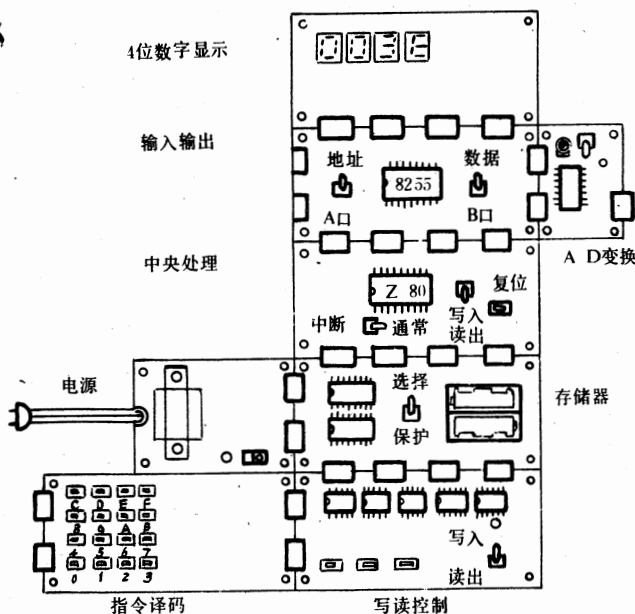 4位数字显示
003E
输入输出
地址
数据
8255
A口
B口
A D变换
中央处理
Z 80
复位
写入
中断
通常
读出
电源
选择
存储器
保护
C D E F
8 9 A B
4 5 6 7
0 1 2 3
写入
读出
指令译码
写读控制